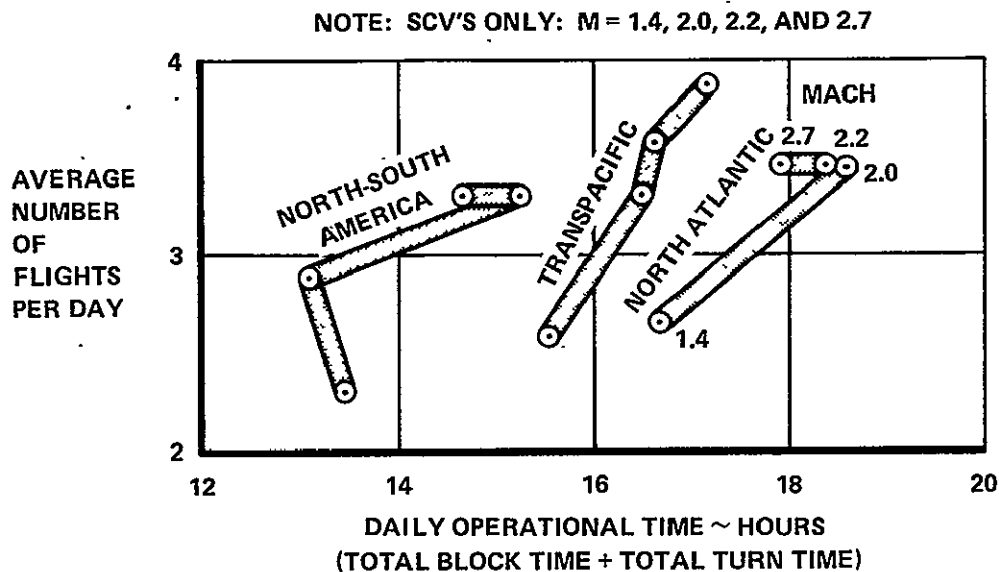 NOTE: SCV'S ONLY: M = 1.4, 2.0, 2.2, AND 2.7
4
3
2
AVERAGE
NUMBER
OF
FLIGHTS
PER DAY
NORTH-SOUTH
AMERICA
TRANSPACIFIC
NORTH ATLANTIC
MACH
2.7
2.2
2.0
1.4
12
14
16
18
20
DAILY OPERATIONAL TIME ~ HOURS
(TOTAL BLOCK TIME + TOTAL TURN TIME)